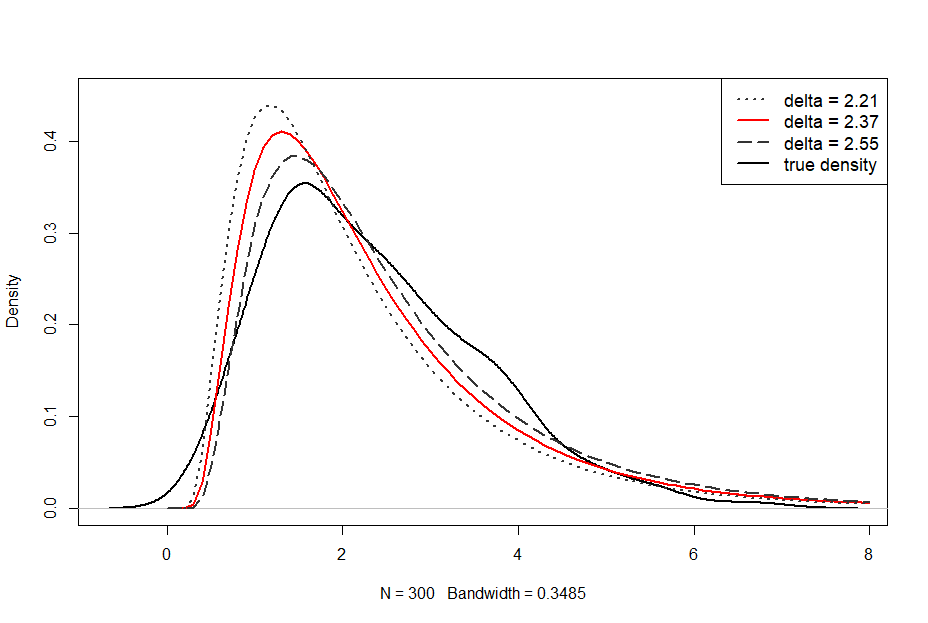 delta = 2.21
delta = 2.37
delta = 2.55
true density
Density
0.4
0.3
0.2
0.1
0.0
0 2 4 6 8
N = 300 Bandwidth = 0.3485